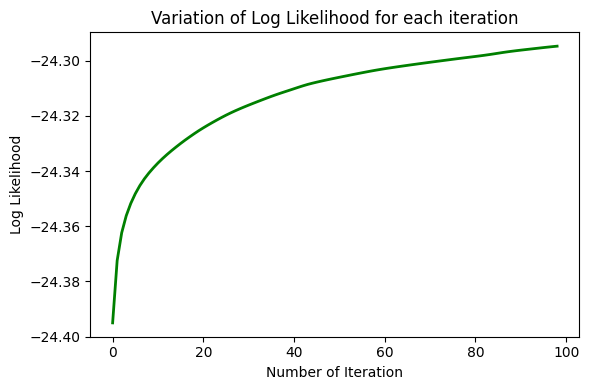 Variation of Log Likelihood for each iteration
Log Likelihood
−24.30
−24.32
−24.34
−24.36
−24.38
−24.40
0 20 40 60 80 100
Number of Iteration